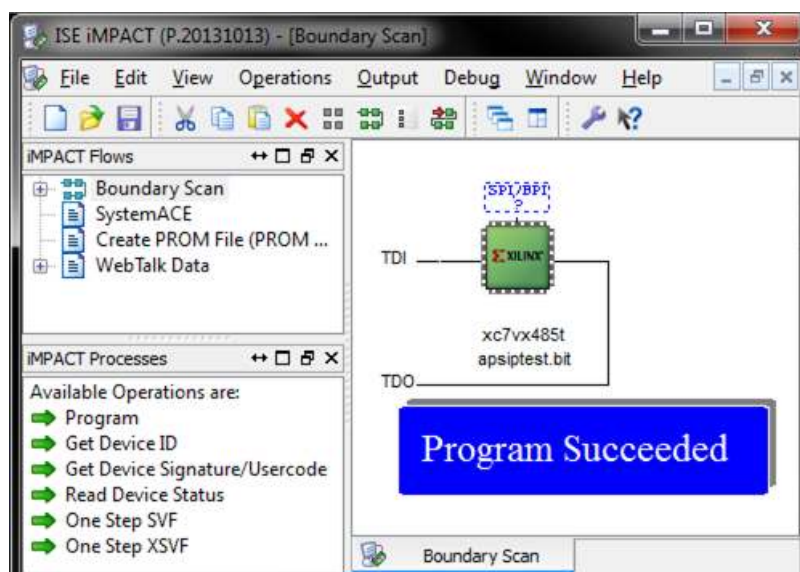 ISE iMPACT (P.20131013) - [Boundary Scan]
File Edit View Operations Output Debug Window Help
iMPACT Flows
Boundary Scan
SystemACE
Create PROM File (PROM ...
WebTalk Data
iMPACT Processes
Available Operations are:
Program
Get Device ID
Get Device Signature/Usercode
Read Device Status
One Step SVF
One Step XSVF
SPI/BPI
?
TDI
XILINX
xc7vx485t
apsiptest.bit
TDO
Program Succeeded
Boundary Scan